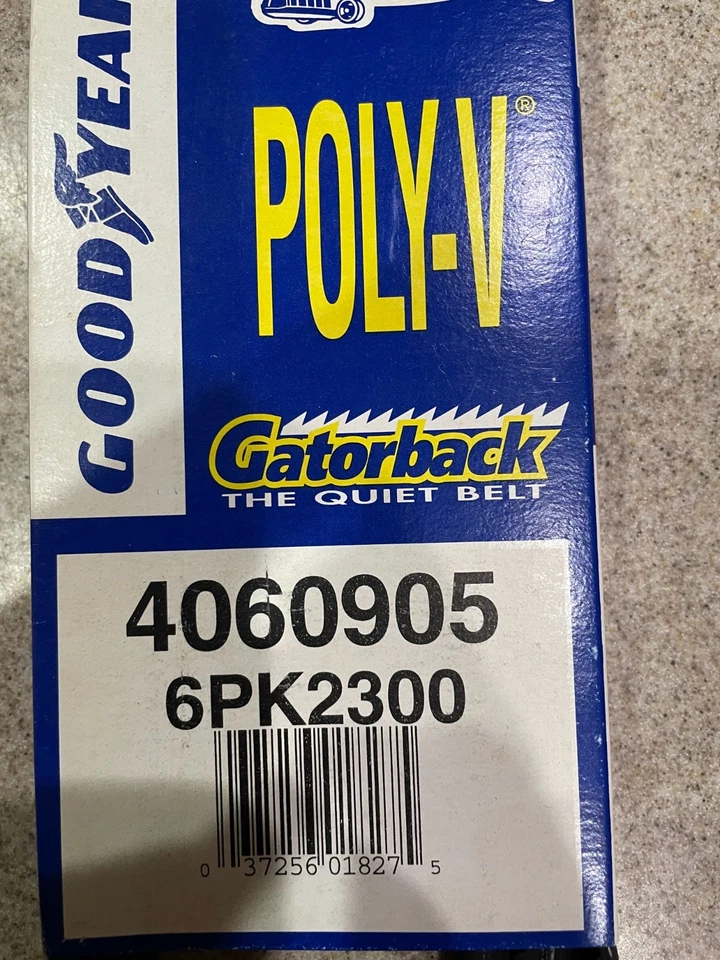 GOODYEAR
POLY-V®
Gatorback
THE QUIET BELT
4060905
6PK2300
0 37256 01827 5